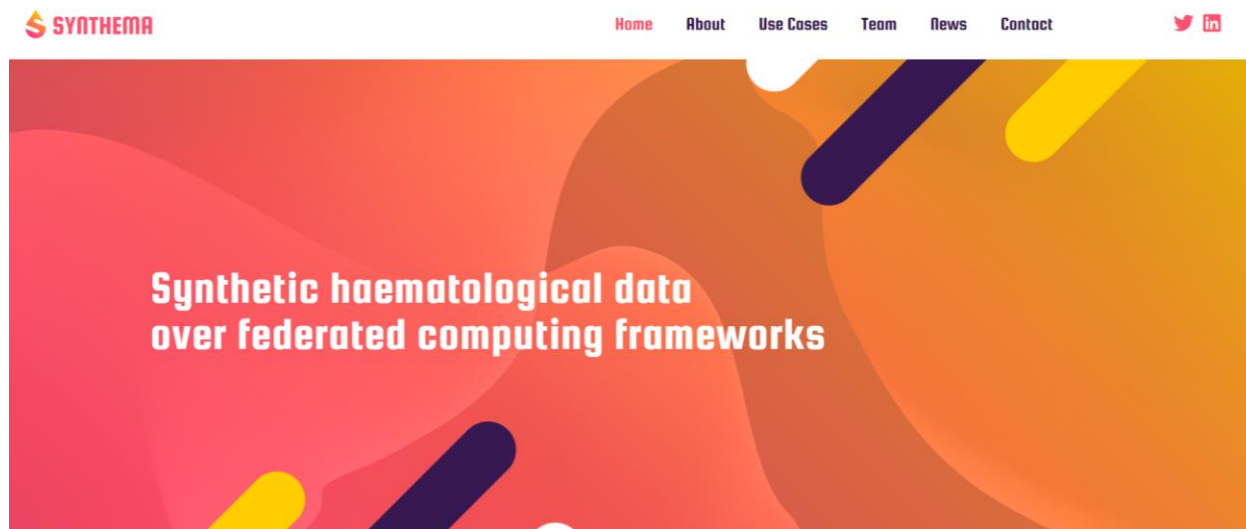 SYNTHEMA
Home About Use Cases Team News Contact
Synthetic haematological data
over federated computing frameworks